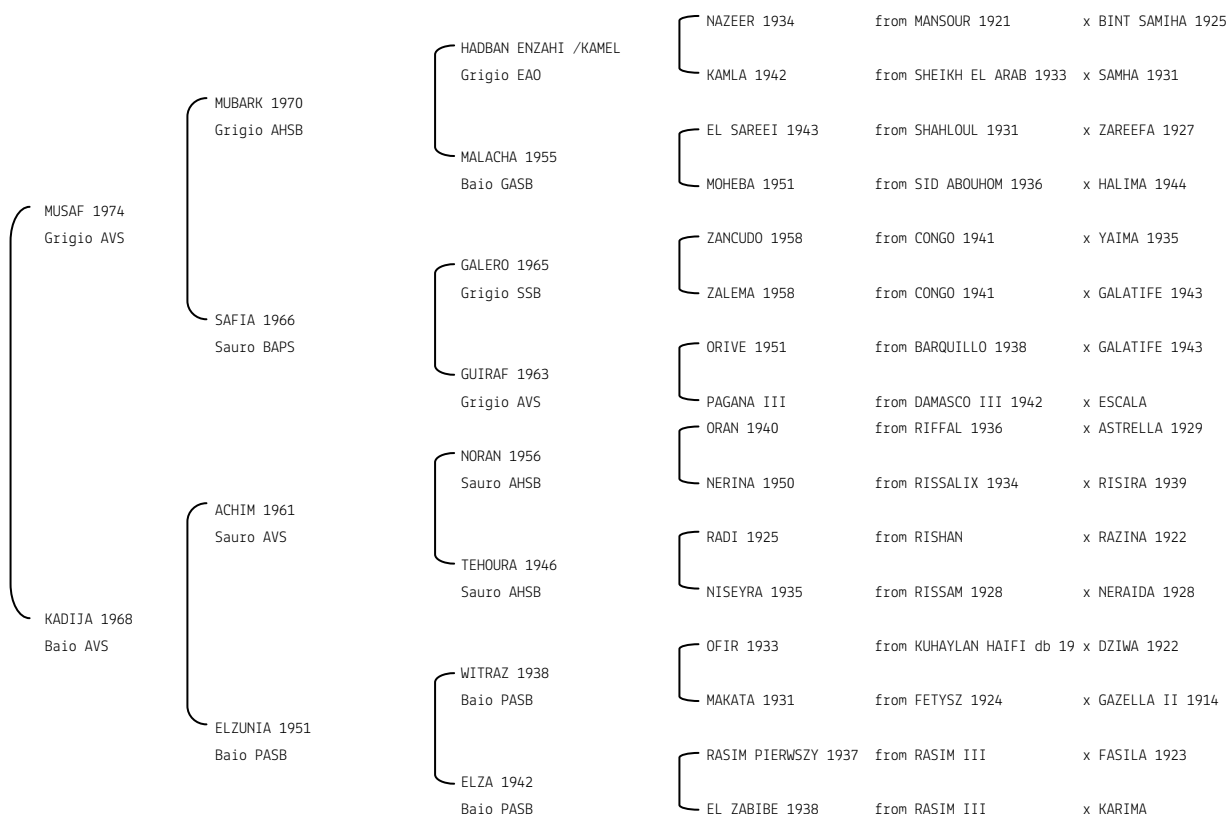 NAZEER 1934 from MANSOUR 1921 x BINT SAMIHA 1925
HADBAN ENZAHI /KAMEL
Grigio EAO
KAMLA 1942 from SHEIKH EL ARAB 1933 x SAMHA 1931
MUBARK 1970
Grigio AHSB
EL SAREEI 1943 from SHAHLOUL 1931 x ZAREEFA 1927
MALACHA 1955
Baio GASB
MOHEBA 1951 from SID ABOUHOM 1936 x HALIMA 1944
MUSAF 1974
Grigio AVS
ZANCUDO 1958 from CONGO 1941 x YAIMA 1935
GALERO 1965
Grigio SSB
ZALEMA 1958 from CONGO 1941 x GALATIFE 1943
SAFIA 1966
Sauro BAPS
ORIVE 1951 from BARQUILLO 1938 x GALATIFE 1943
GUIRAF 1963
Grigio AVS
PAGANA III from DAMASCO III 1942 x ESCALA
ORAN 1940 from RIFFAL 1936 x ASTRELLA 1929
NORAN 1956
Sauro AHSB
NERINA 1950 from RISSALIX 1934 x RISIRA 1939
ACHIM 1961
Sauro AVS
RADI 1925 from RISHAN x RAZINA 1922
TEHOURA 1946
Sauro AHSB
NISEYRA 1935 from RISSAM 1928 x NERAIDA 1928
KADIJA 1968
Baio AVS
OFIR 1933 from KUHAYLAN HAIFI db 19 x DZIWA 1922
WITRAZ 1938
Baio PASB
MAKATA 1931 from FETYSZ 1924 x GAZELLA II 1914
ELZUNIA 1951
Baio PASB
RASIM PIERWSZY 1937 from RASIM III x FASILA 1923
ELZA 1942
Baio PASB
EL ZABIBE 1938 from RASIM III x KARIMA